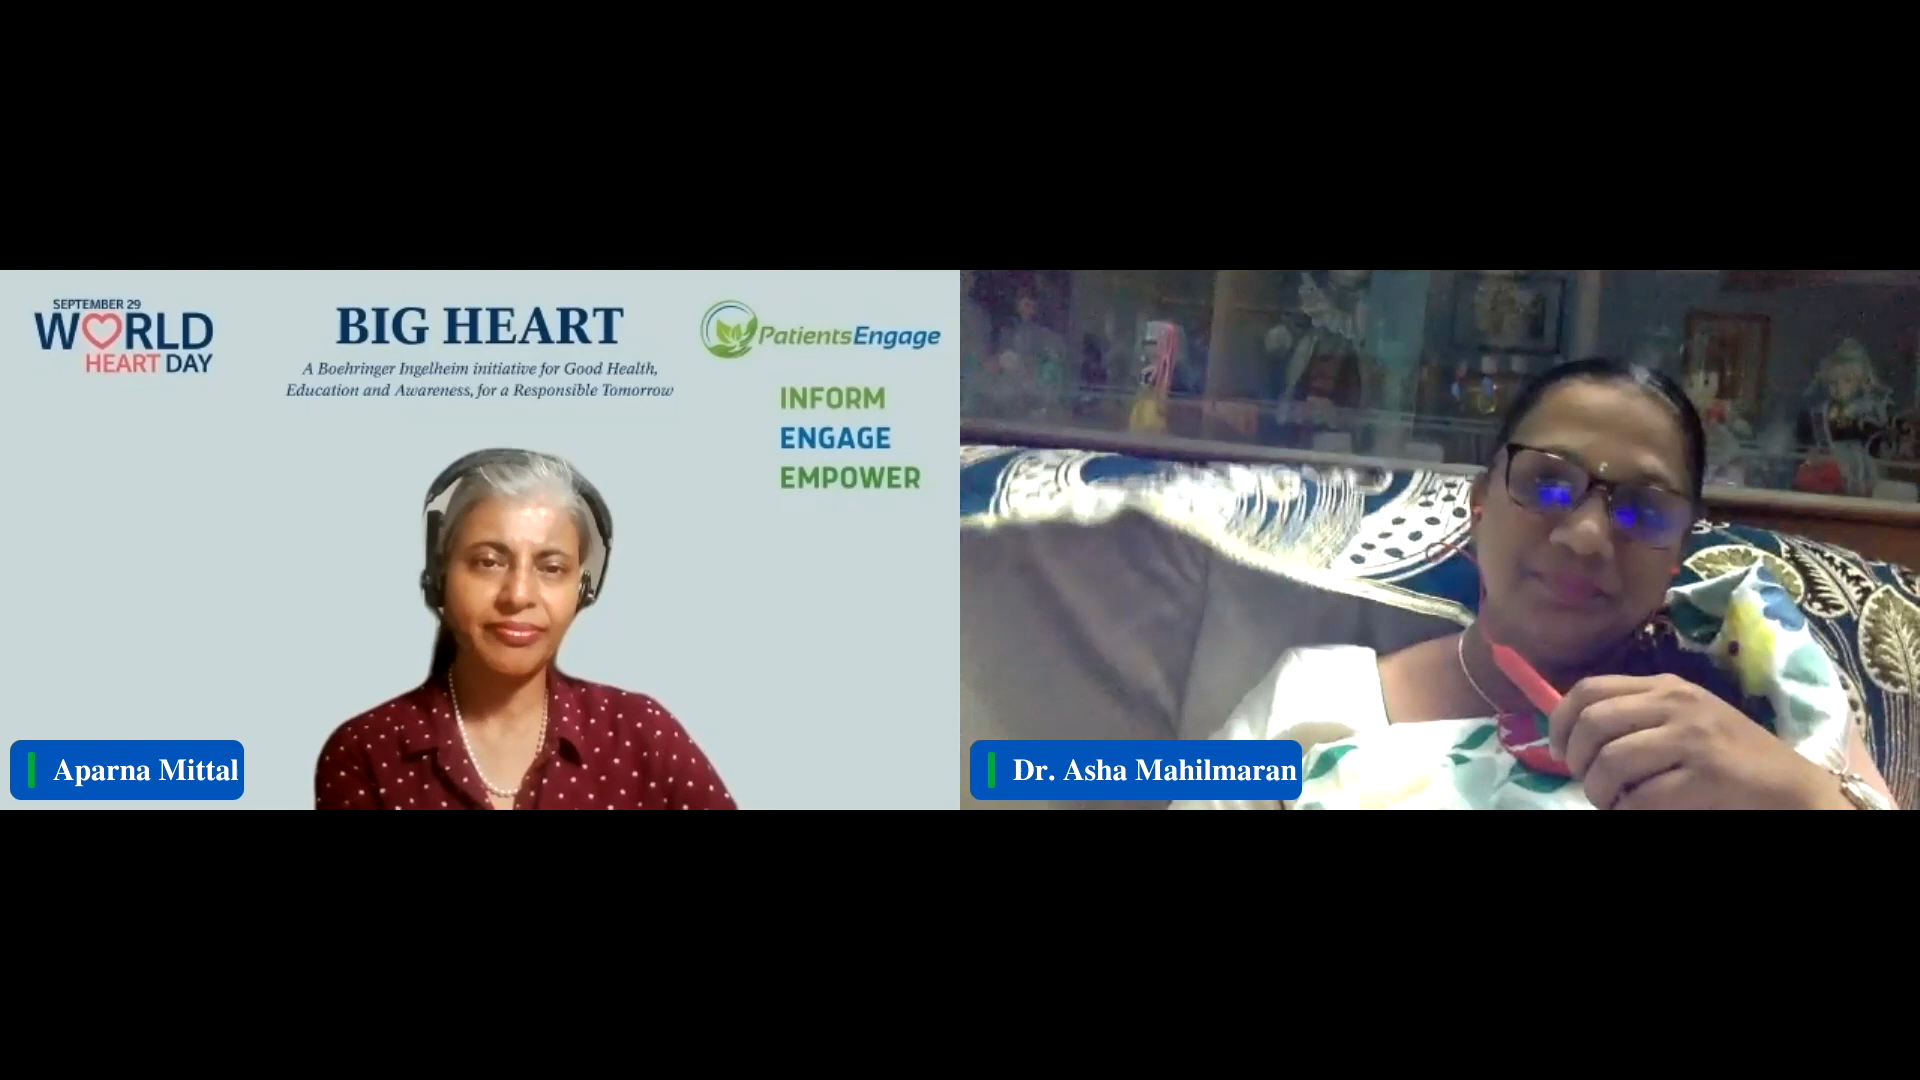 SEPTEMBER 29
WORLD
HEART DAY
BIG HEART
A Boehringer Ingelheim initiative for Good Health,
Education and Awareness, for a Responsible Tomorrow
PatientsEngage
INFORM
ENGAGE
EMPOWER
Aparna Mittal
Dr. Asha Mahilmaran